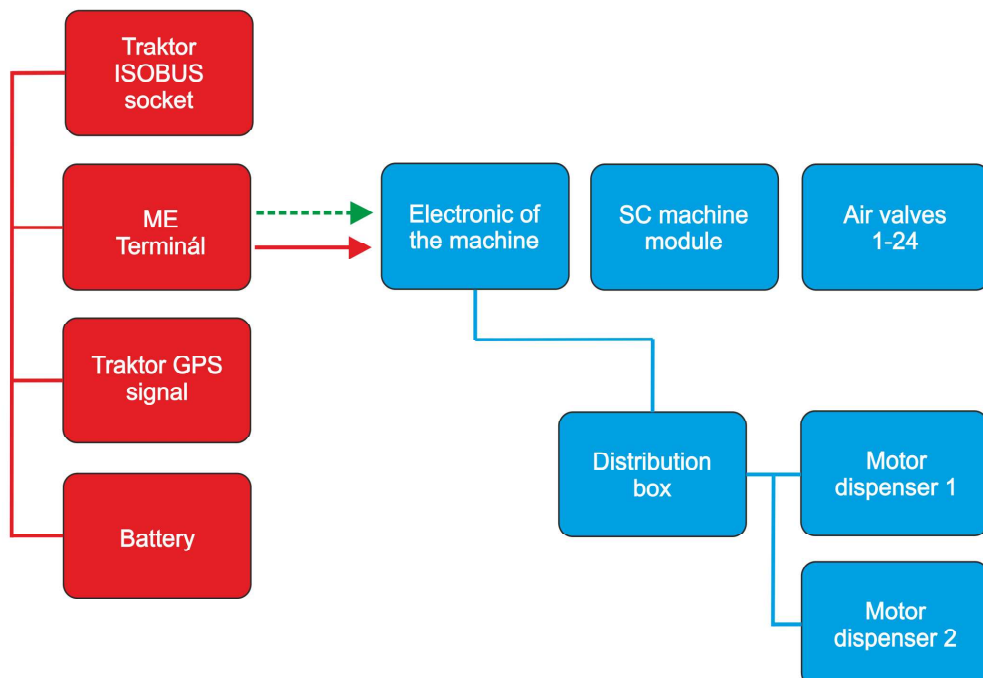 Traktor
ISOBUS
socket
ME
Terminál
Electronic of
the machine
SC machine
module
Air valves
1-24
Traktor GPS
signal
Distribution
box
Motor
dispenser 1
Battery
Motor
dispenser 2